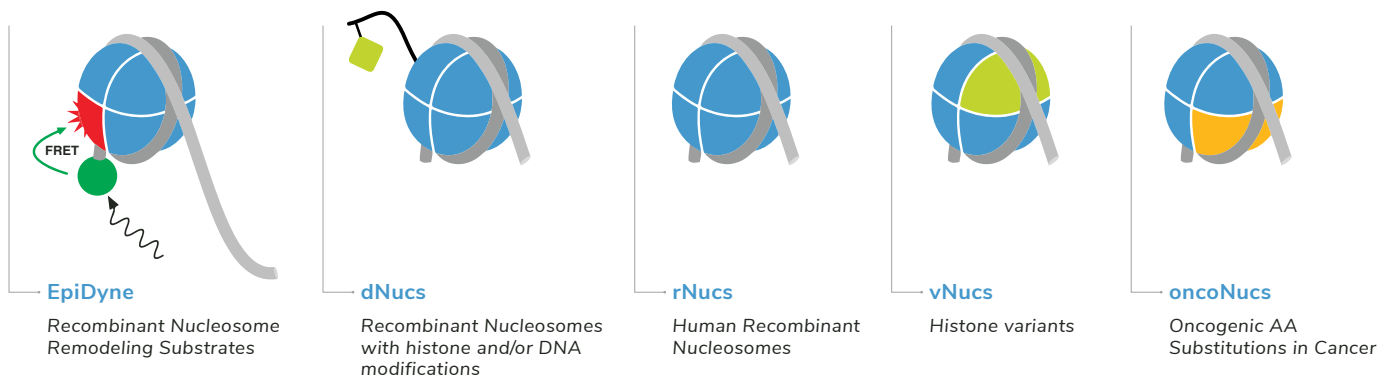 FRET
EpiDyne
Recombinant Nucleosome
Remodeling Substrates
dNucs
Recombinant Nucleosomes
with histone and/or DNA
modifications
rNucs
Human Recombinant
Nucleosomes
vNucs
Histone variants
oncoNucs
Oncogenic AA
Substitutions in Cancer